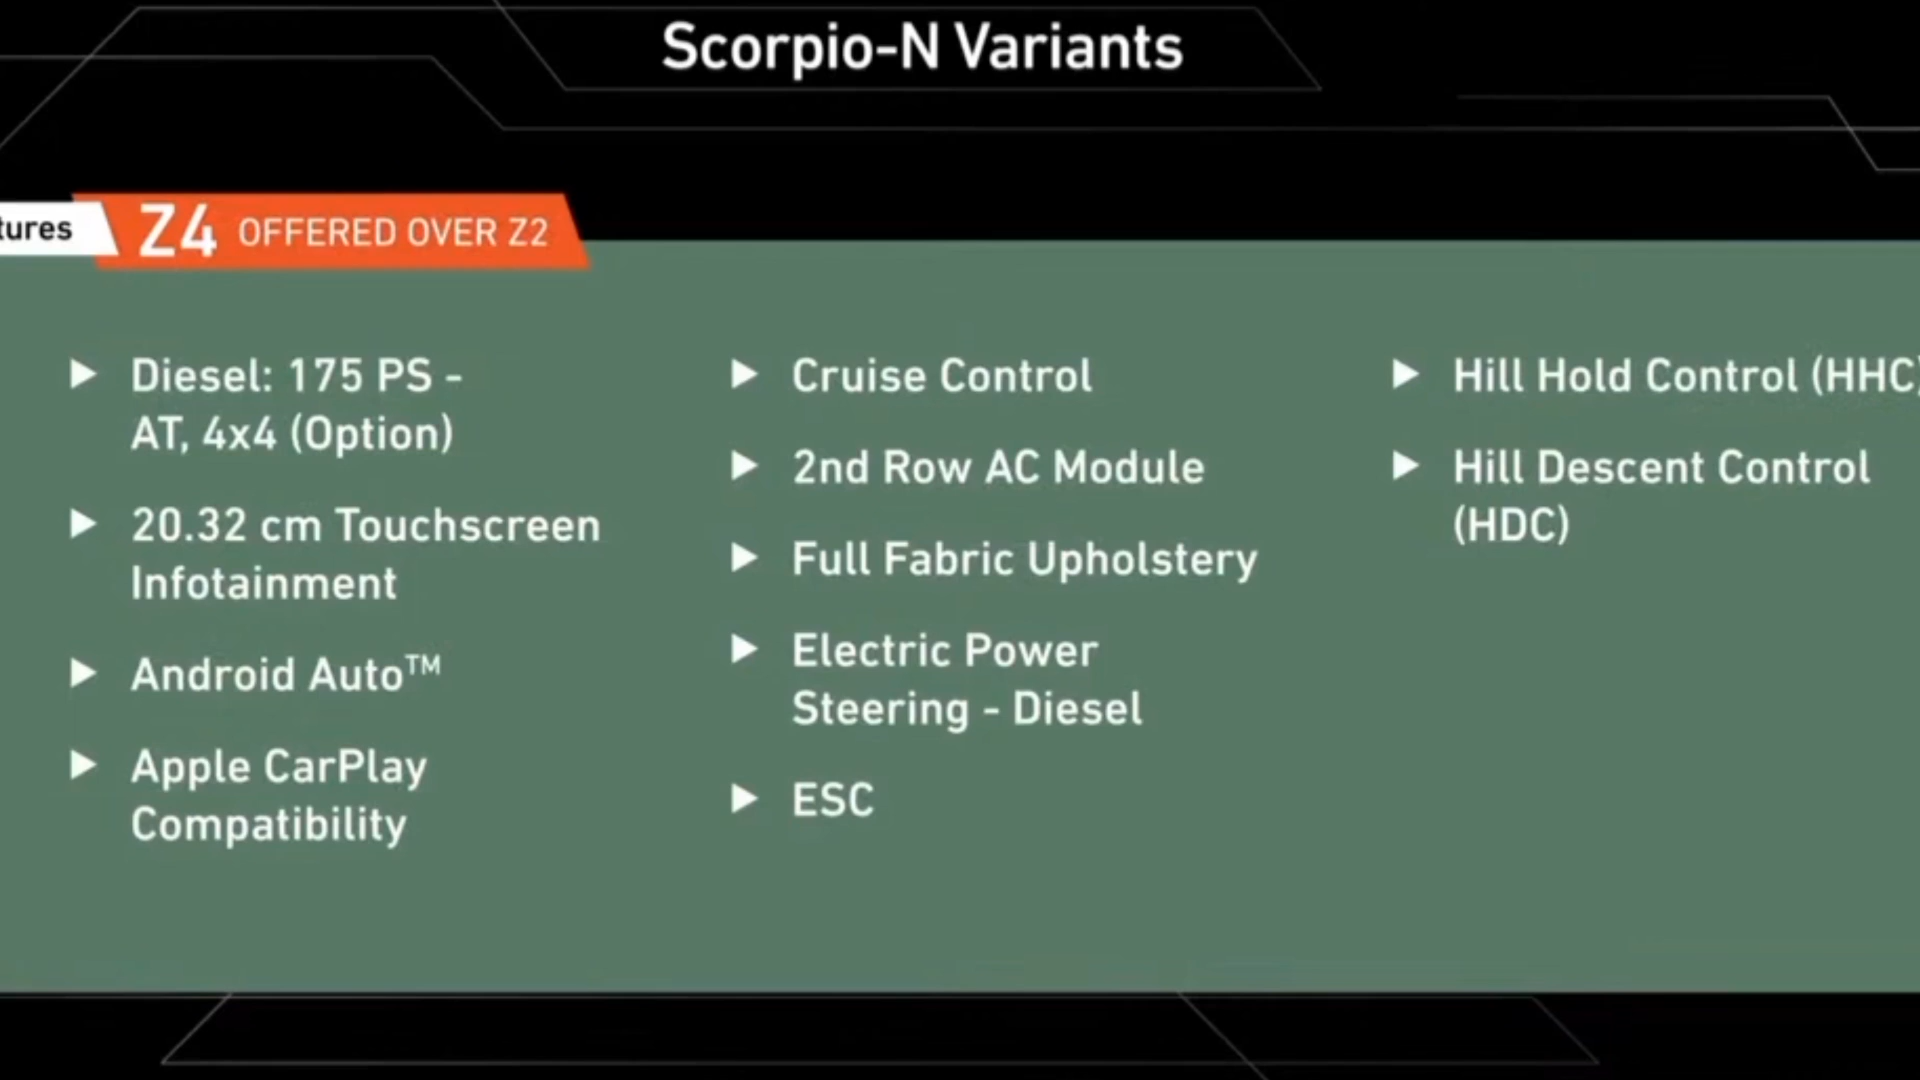 Scorpio-N Variants
tures
Z4 OFFERED OVER Z2
Diesel: 175 PS -
AT, 4x4 (Option)
20.32 cm Touchscreen
Infotainment
Android Auto™
Apple CarPlay
Compatibility
Cruise Control
2nd Row AC Module
Full Fabric Upholstery
Electric Power
Steering - Diesel
ESC
Hill Hold Control (HHC)
Hill Descent Control
(HDC)